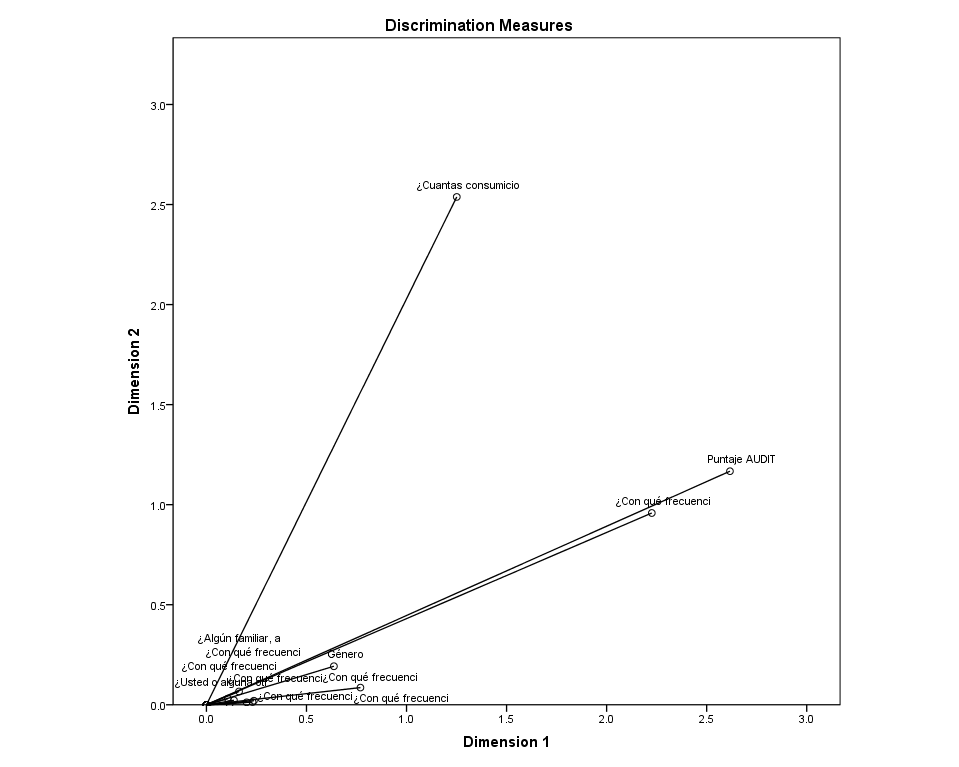 Discrimination Measures
3.0
2.5
2.0
1.5
1.0
0.5
0.0
Dimension 2
¿Cuantas consumicio
Puntaje AUDIT
¿Con qué frecuenci
¿Algún familiar, a
¿Con qué frecuenci
Género
¿Con qué frecuenci
¿Con qué frecuenci
¿Con qué frecuenci
¿Usted o alguna ot
¿Con qué frecuenci
¿Con qué frecuenci
0.0 0.5 1.0 1.5 2.0 2.5 3.0
Dimension 1